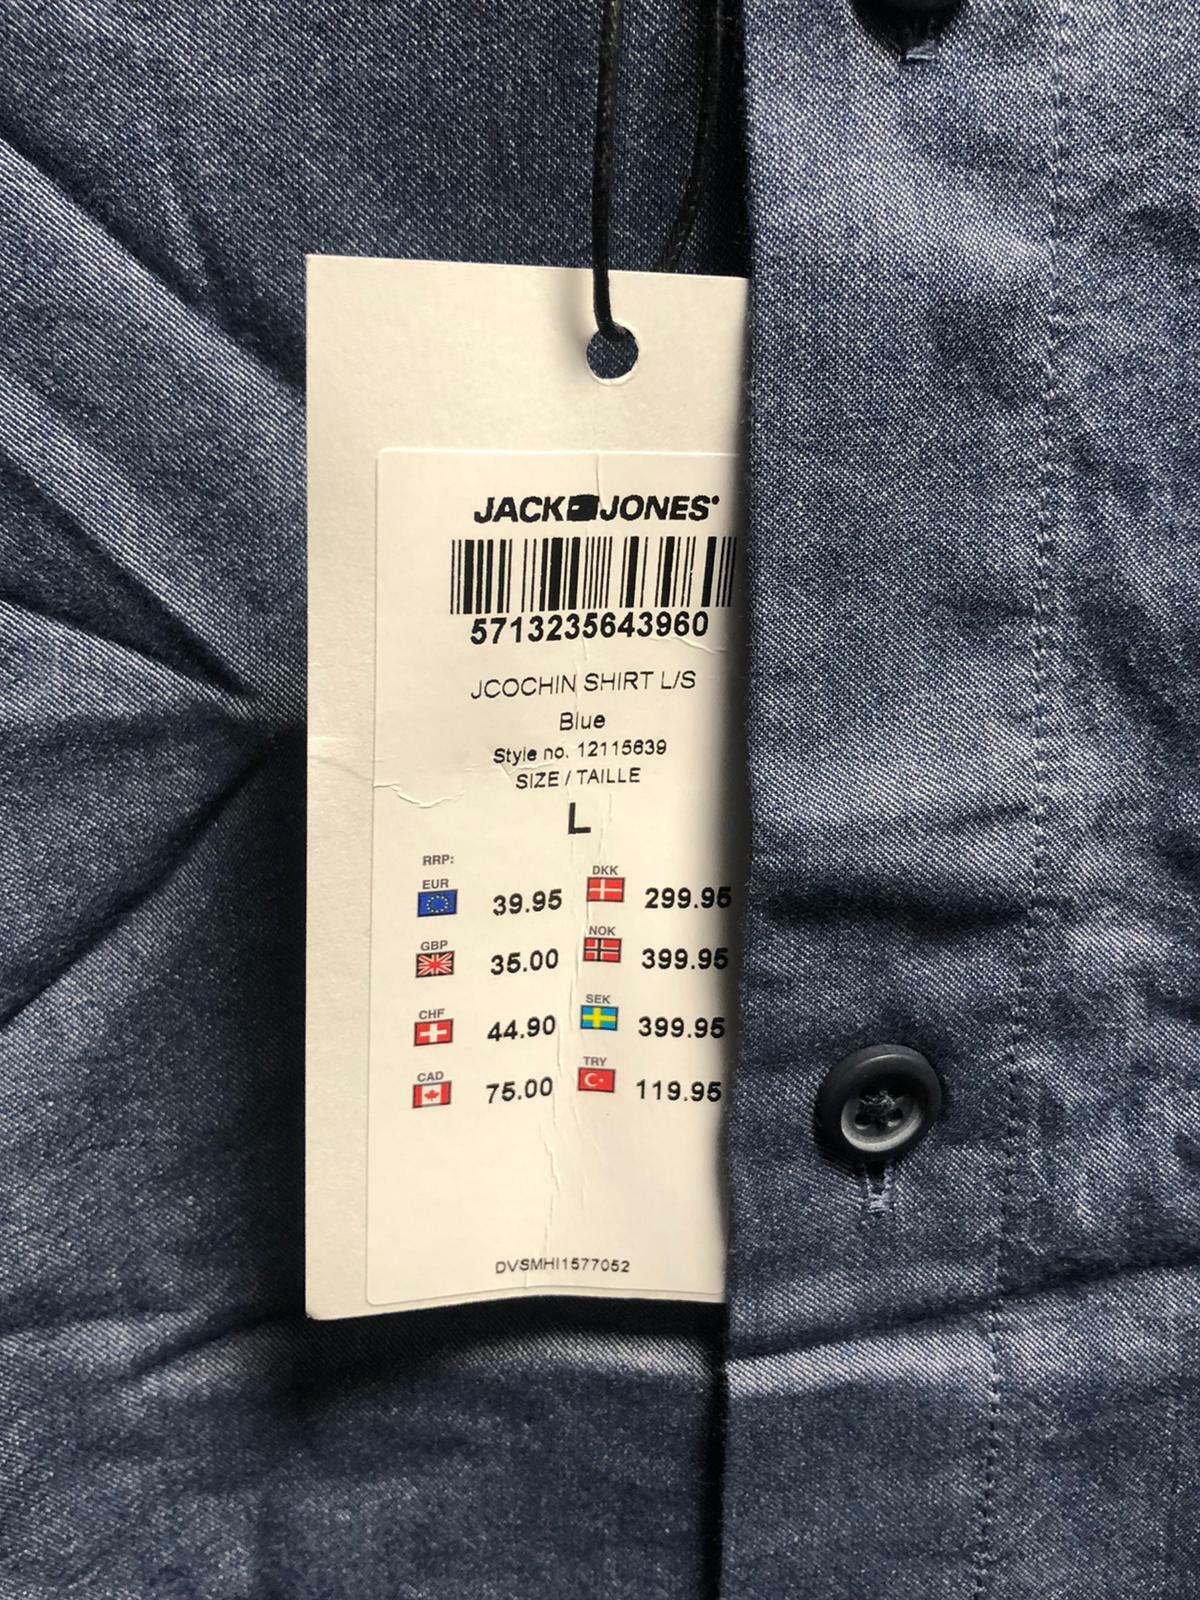 JACK JONES
5713235643960
JCOCHIN SHIRT L/S
Blue
Style no. 12115639
SIZE / TAILLE
L
RRP:
EUR 39.95 DKK 299.95
GBP 35.00 NOK 399.95
CHF 44.90 SEK 399.95
CAD 75.00 TRY 119.95
DVSMHI1577052